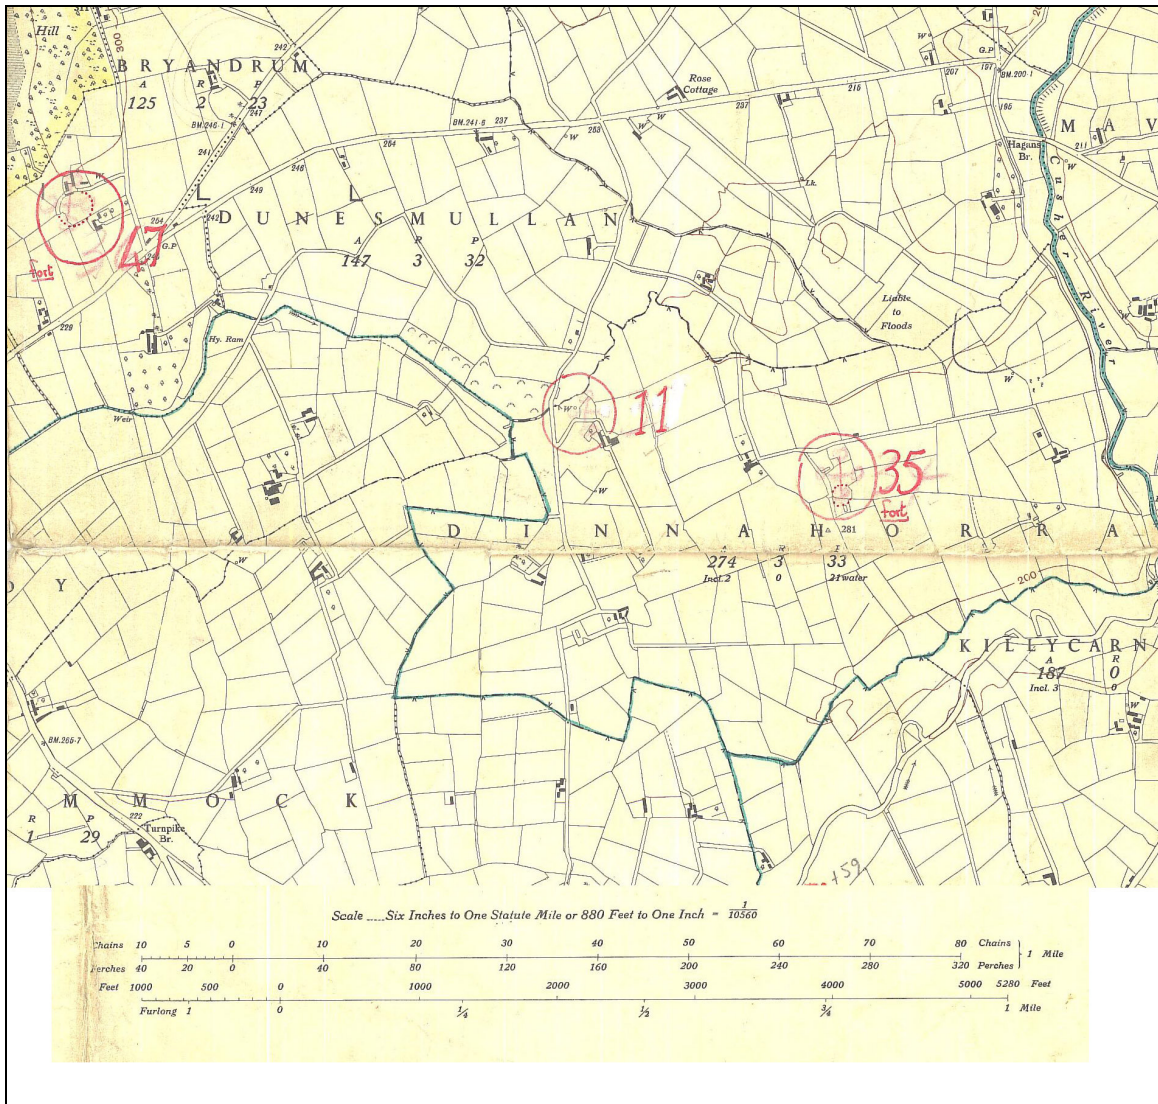 Hill
300
242
BRYANDRUM
A R P
125 2 23
247
BM.246·1
241
Rose
Cottage
G.P
207
197
BM.200·1
195
215
237
BM.241·6
237
W
W
W
253
254
246
249
L L
MAV
211
Hagans
Br.
W
Cusher River
W
Lk.
DUNESMULLAN
A R P
147 3 32
242
254
G.P
47
fort
229
Hy. Ram
Weir
Liable
to
Floods
W
W
W
11
35
fort
281
W
DINNAHORRA
A R P
274 3 33
Incl.2 0 21water
200
W
DY
KILLYCARN
A R
187 0
Incl. 3 0
W
BM.265·7
MMOCK
R P
1 29
222
Turnpike
Br.
+59
Scale Six Inches to One Statute Mile or 880 Feet to One Inch = 1/10560
Chains 10 5 0 10 20 30 40 50 60 70 80 Chains
Perches 40 20 0 40 80 120 160 200 240 280 320 Perches
1 Mile
Feet 1000 500 0 1000 2000 3000 4000 5000 5280 Feet
Furlong 1 0 ¼ ½ ¾ 1 Mile